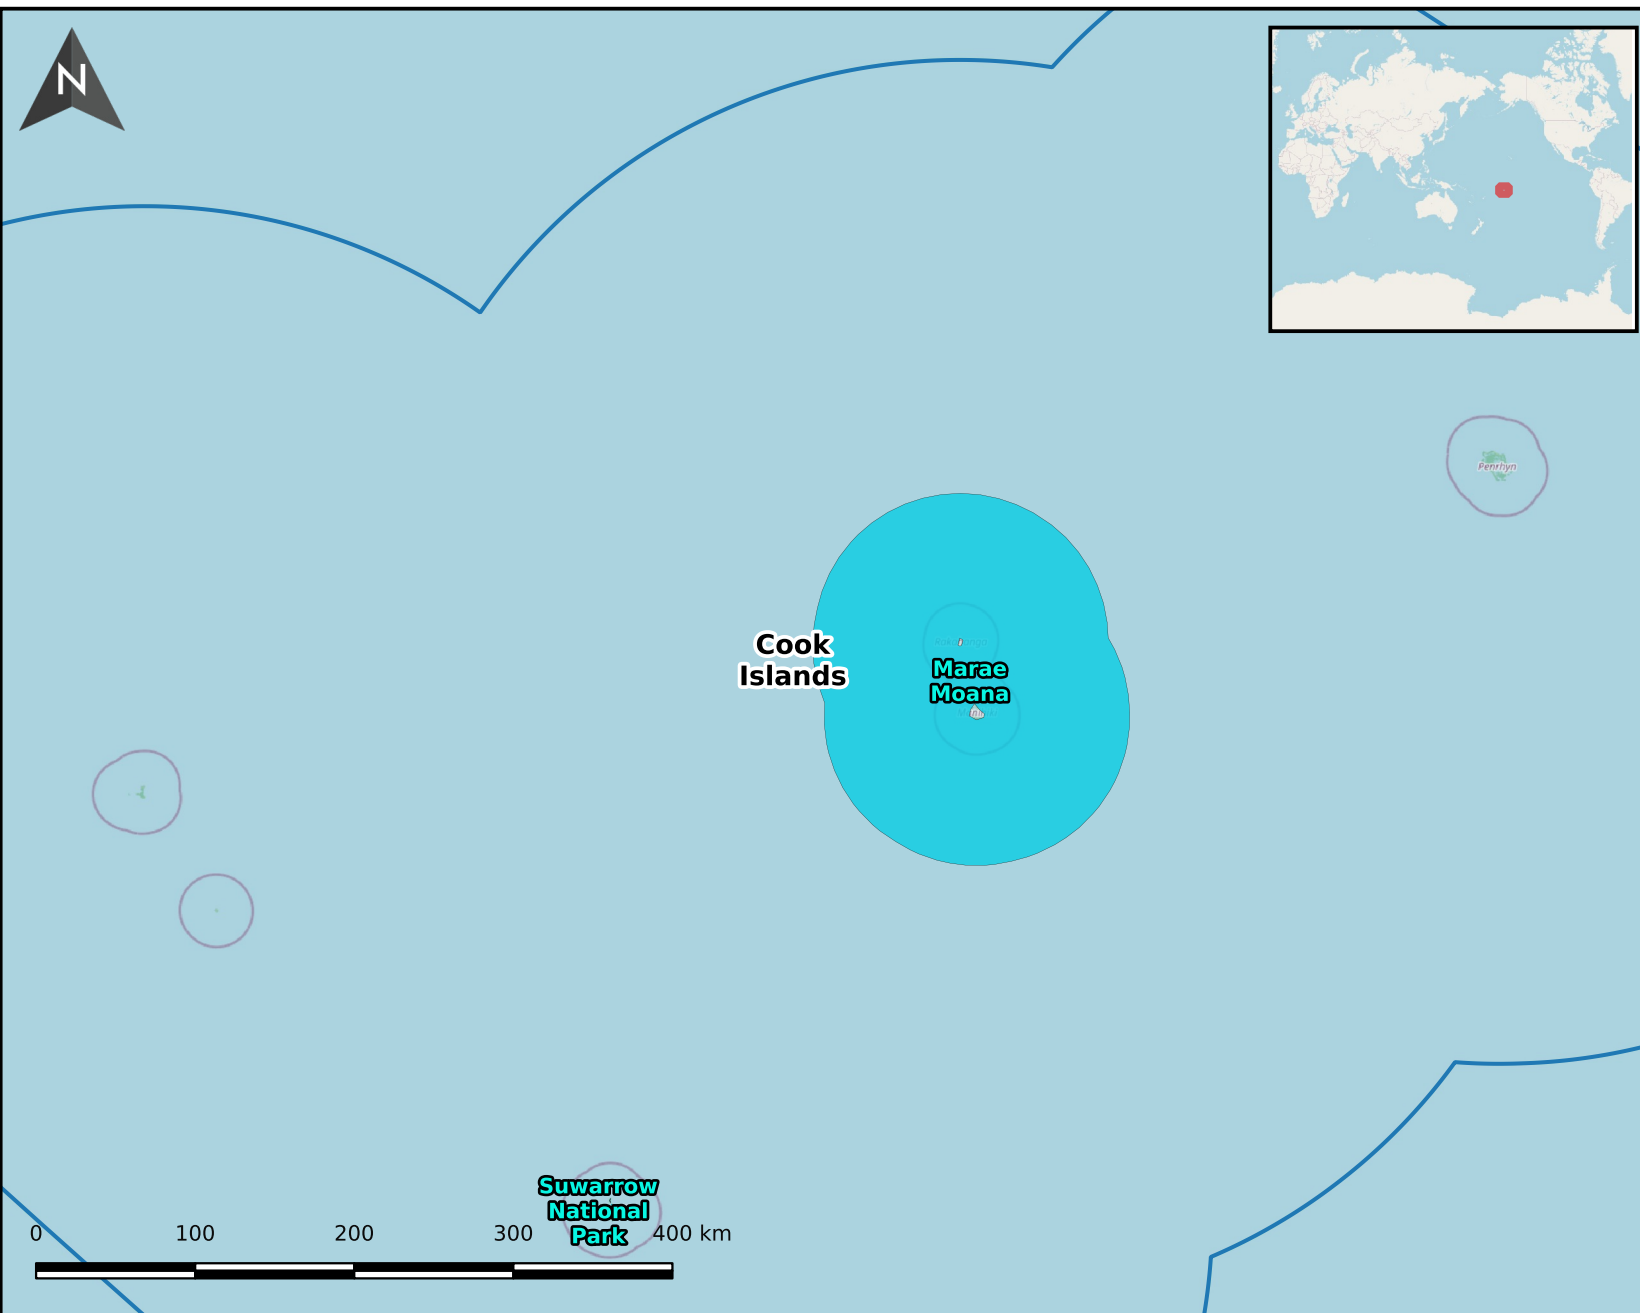 N
Penrhyn
Cook
Islands
Marae
Moana
Suwarrow
National
Park
0 100 200 300 400 km